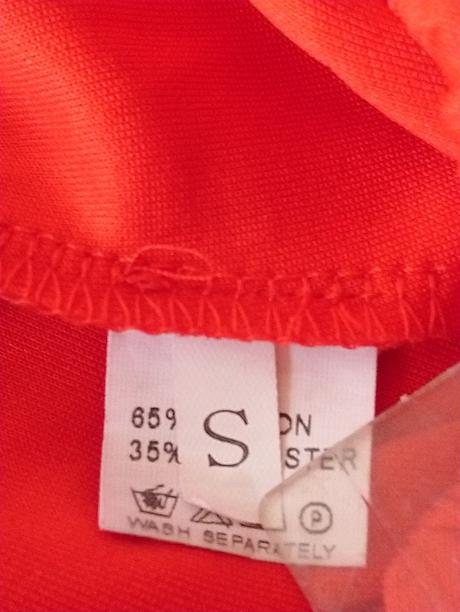 65% ON
35% STER
S
P
WASH SEPARATELY